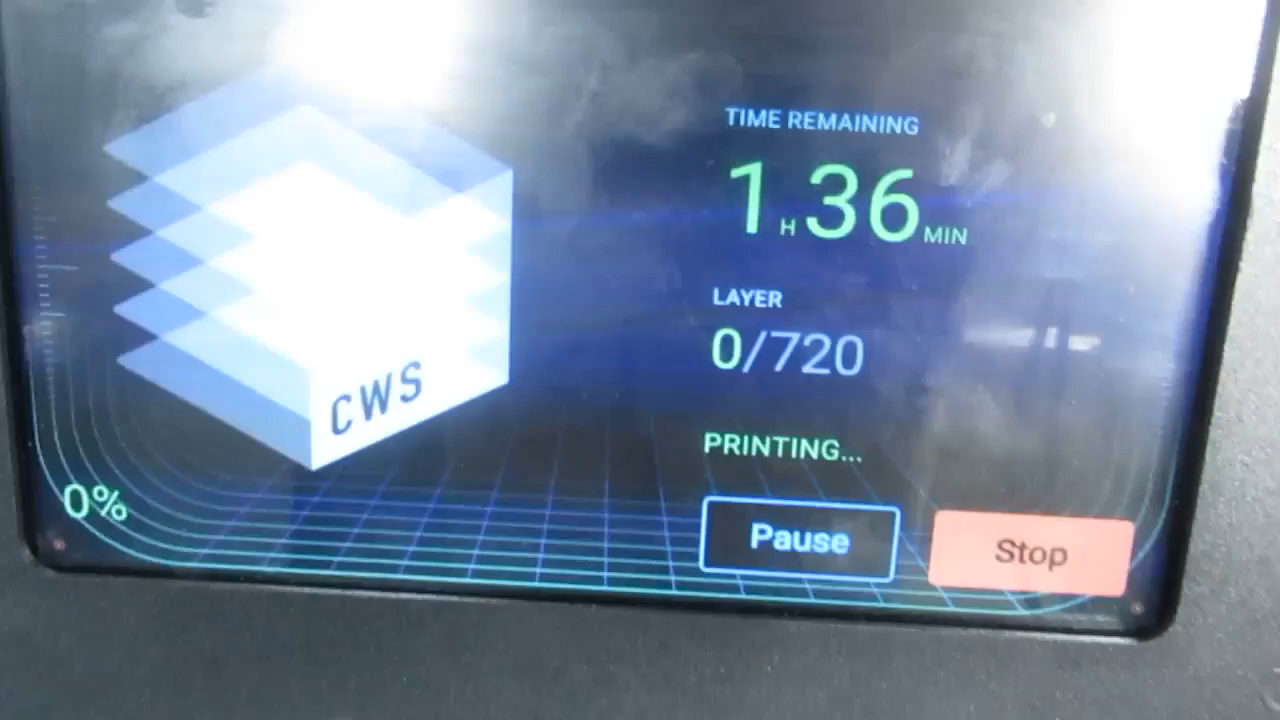 TIME REMAINING
1 H 36 MIN
LAYER
0/720
CWS
PRINTING...
0%
Pause
Stop